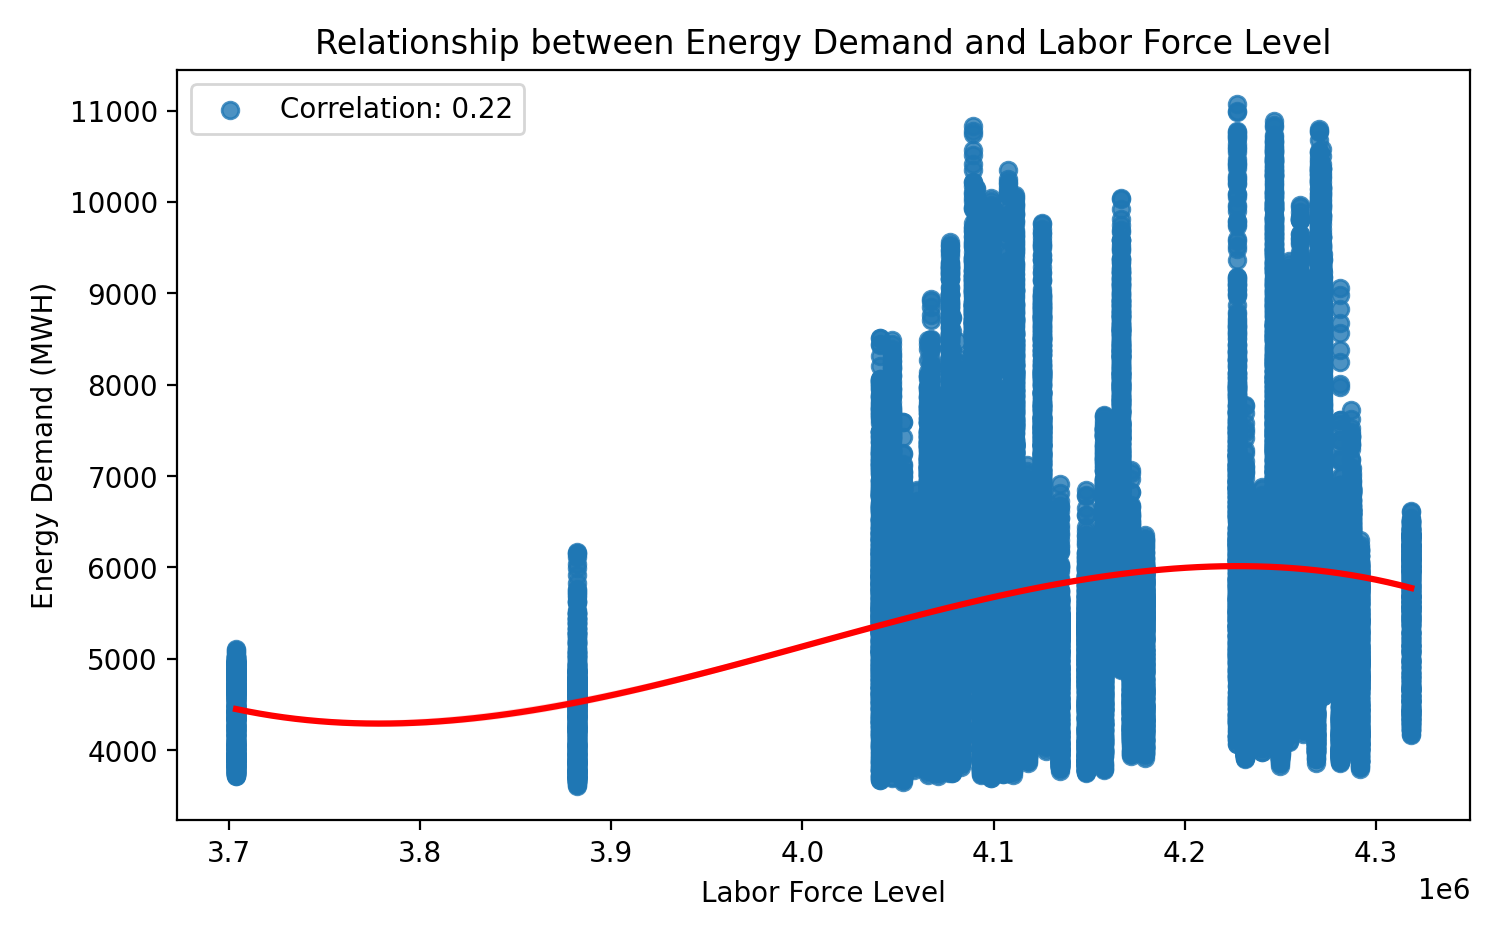 Relationship between Energy Demand and Labor Force Level
Correlation: 0.22
11000
10000
9000
8000
7000
6000
5000
4000
Energy Demand (MWH)
3.7 3.8 3.9 4.0 4.1 4.2 4.3
1e6
Labor Force Level